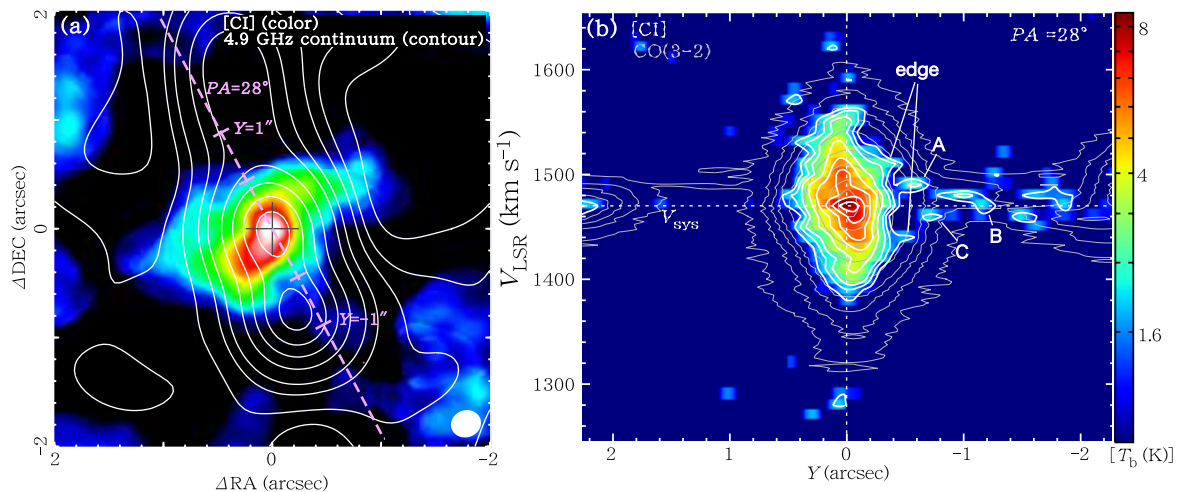 (a)
[CI] (color)
4.9 GHz continuum (contour)
PA=28°
Y=1″
Y=−1″
2
0
−2
ΔDEC (arcsec)
2
0
−2
ΔRA (arcsec)
(b)
[CI]
CO(3−2)
PA=28°
edge
A
B
C
V_sys
1600
1500
1400
1300
V_LSR (km s⁻¹)
2
1
0
−1
−2
Y (arcsec)
8
4
1.6
[T_b (K)]